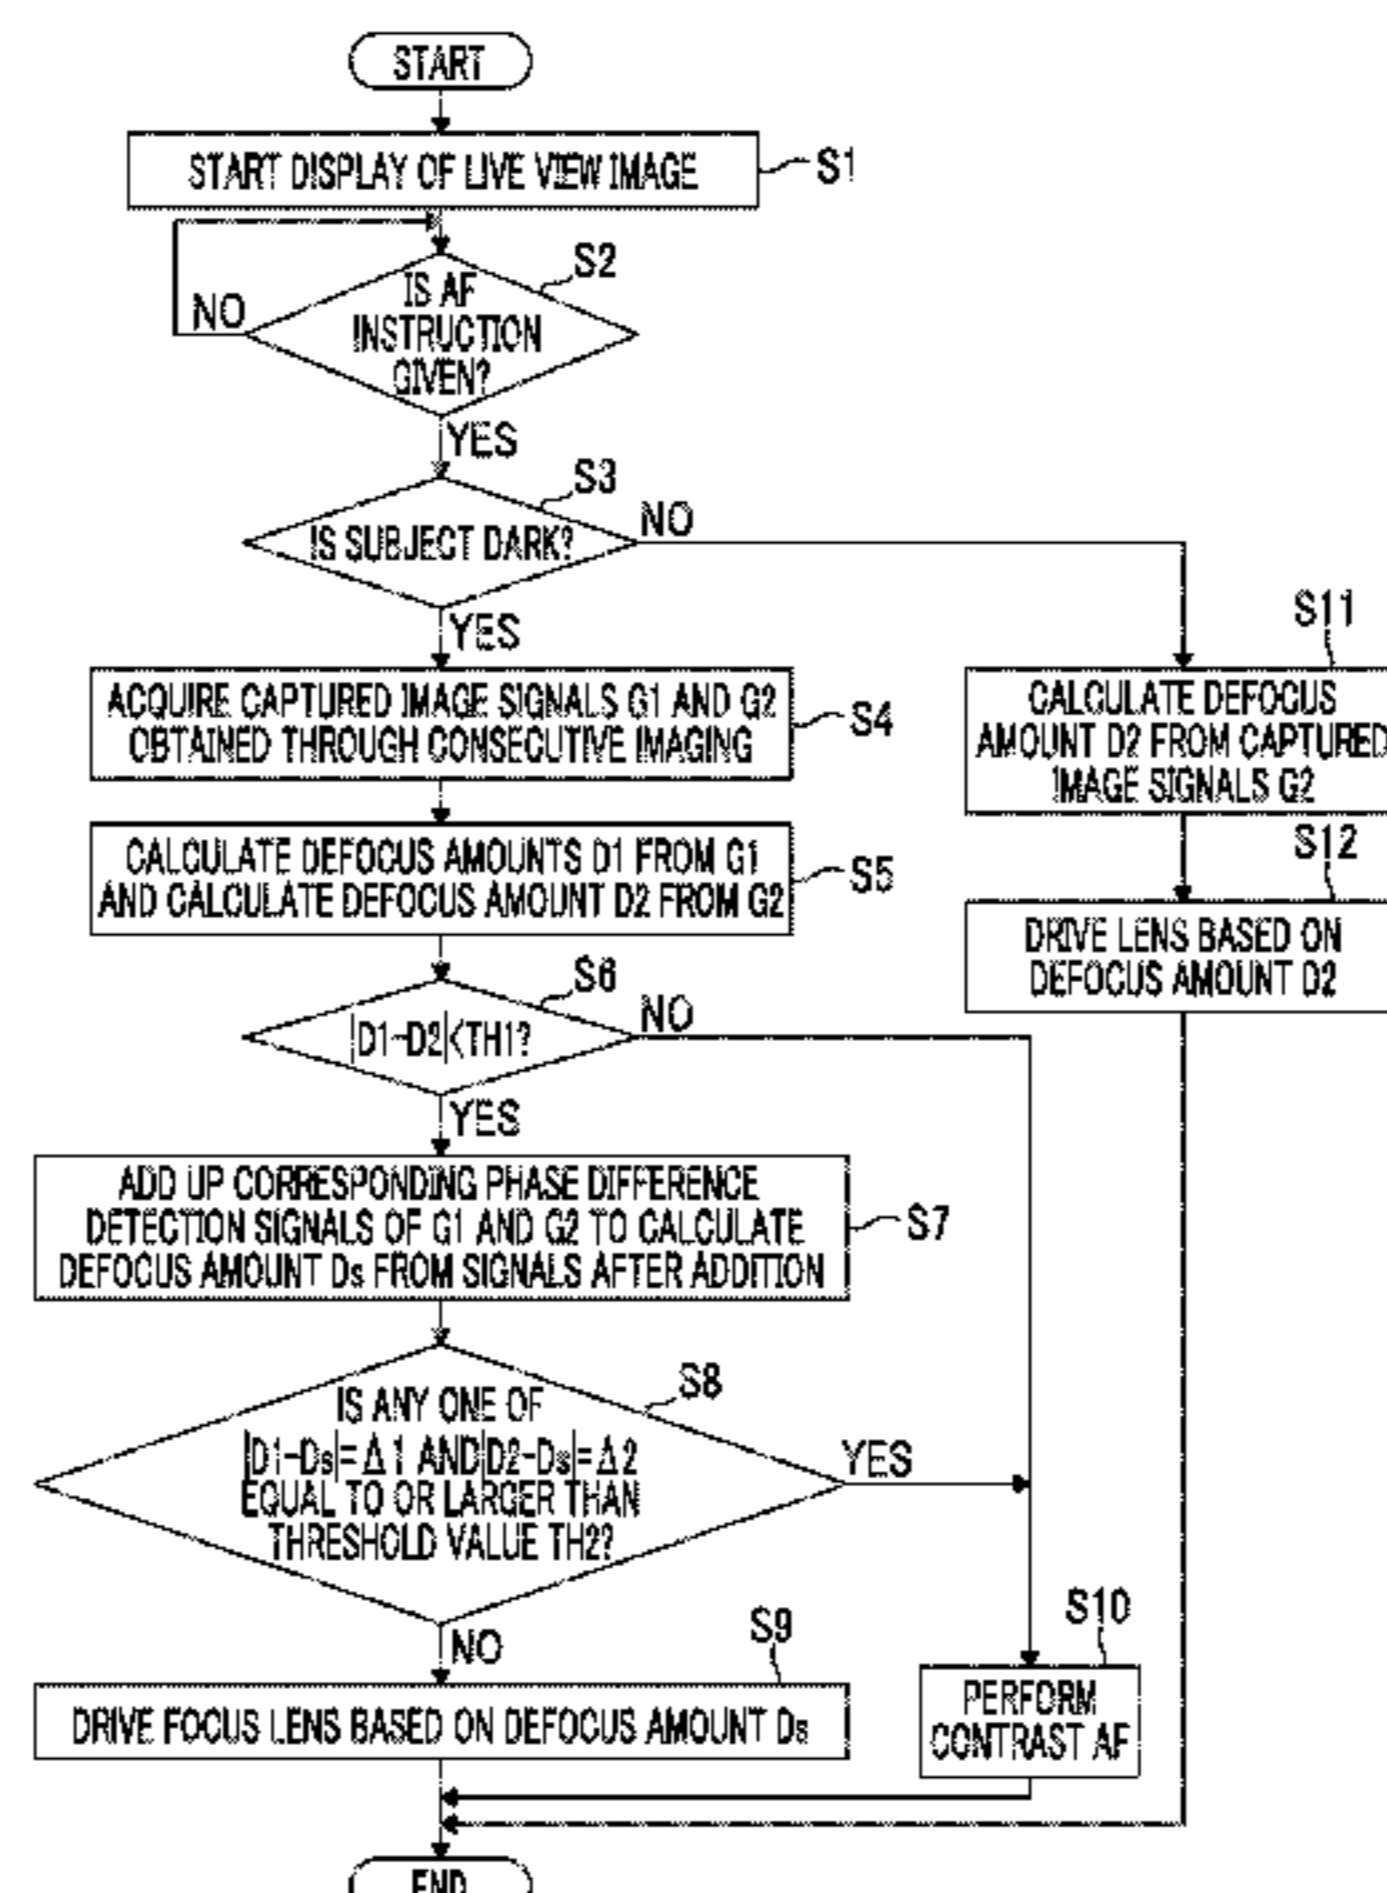 START
START DISPLAY OF LIVE VIEW IMAGE
S1
S2
IS AF
INSTRUCTION
GIVEN?
NO
YES
S3
IS SUBJECT DARK?
NO
YES
ACQUIRE CAPTURED IMAGE SIGNALS G1 AND G2
OBTAINED THROUGH CONSECUTIVE IMAGING
S4
S11
CALCULATE DEFOCUS
AMOUNT D2 FROM CAPTURED
IMAGE SIGNALS G2
CALCULATE DEFOCUS AMOUNTS D1 FROM G1
AND CALCULATE DEFOCUS AMOUNT D2 FROM G2
S5
S12
DRIVE LENS BASED ON
DEFOCUS AMOUNT D2
S6
|D1-D2|<TH1?
NO
YES
ADD UP CORRESPONDING PHASE DIFFERENCE
DETECTION SIGNALS OF G1 AND G2 TO CALCULATE
DEFOCUS AMOUNT Ds FROM SIGNALS AFTER ADDITION
S7
S8
IS ANY ONE OF
|D1-Ds|=Δ1 AND|D2-Ds|=Δ2
EQUAL TO OR LARGER THAN
THRESHOLD VALUE TH2?
YES
NO
S9
DRIVE FOCUS LENS BASED ON DEFOCUS AMOUNT Ds
S10
PERFORM
CONTRAST AF
END